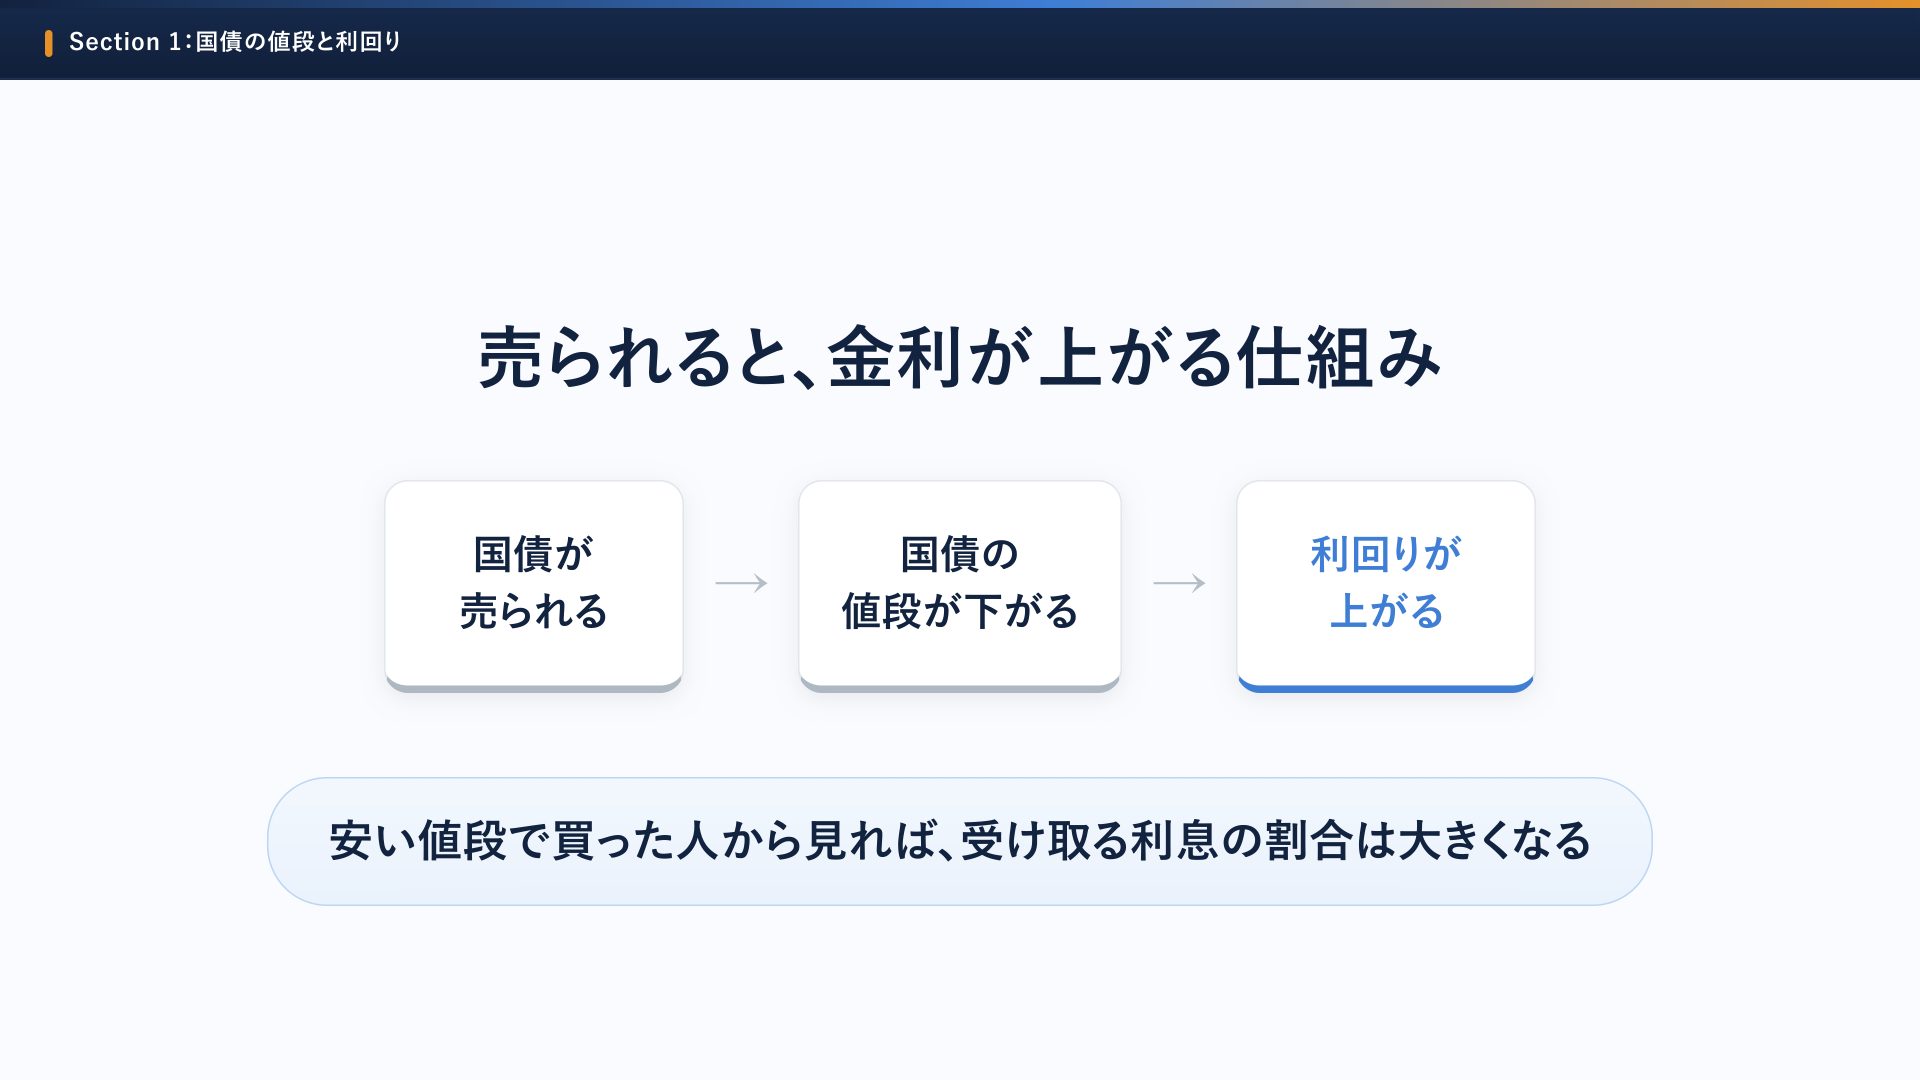 Section 1：国債の値段と利回り
売られると、金利が上がる仕組み
国債が
売られる
→
国債の
値段が下がる
→
利回りが
上がる
安い値段で買った人から見れば、受け取る利息の割合は大きくなる